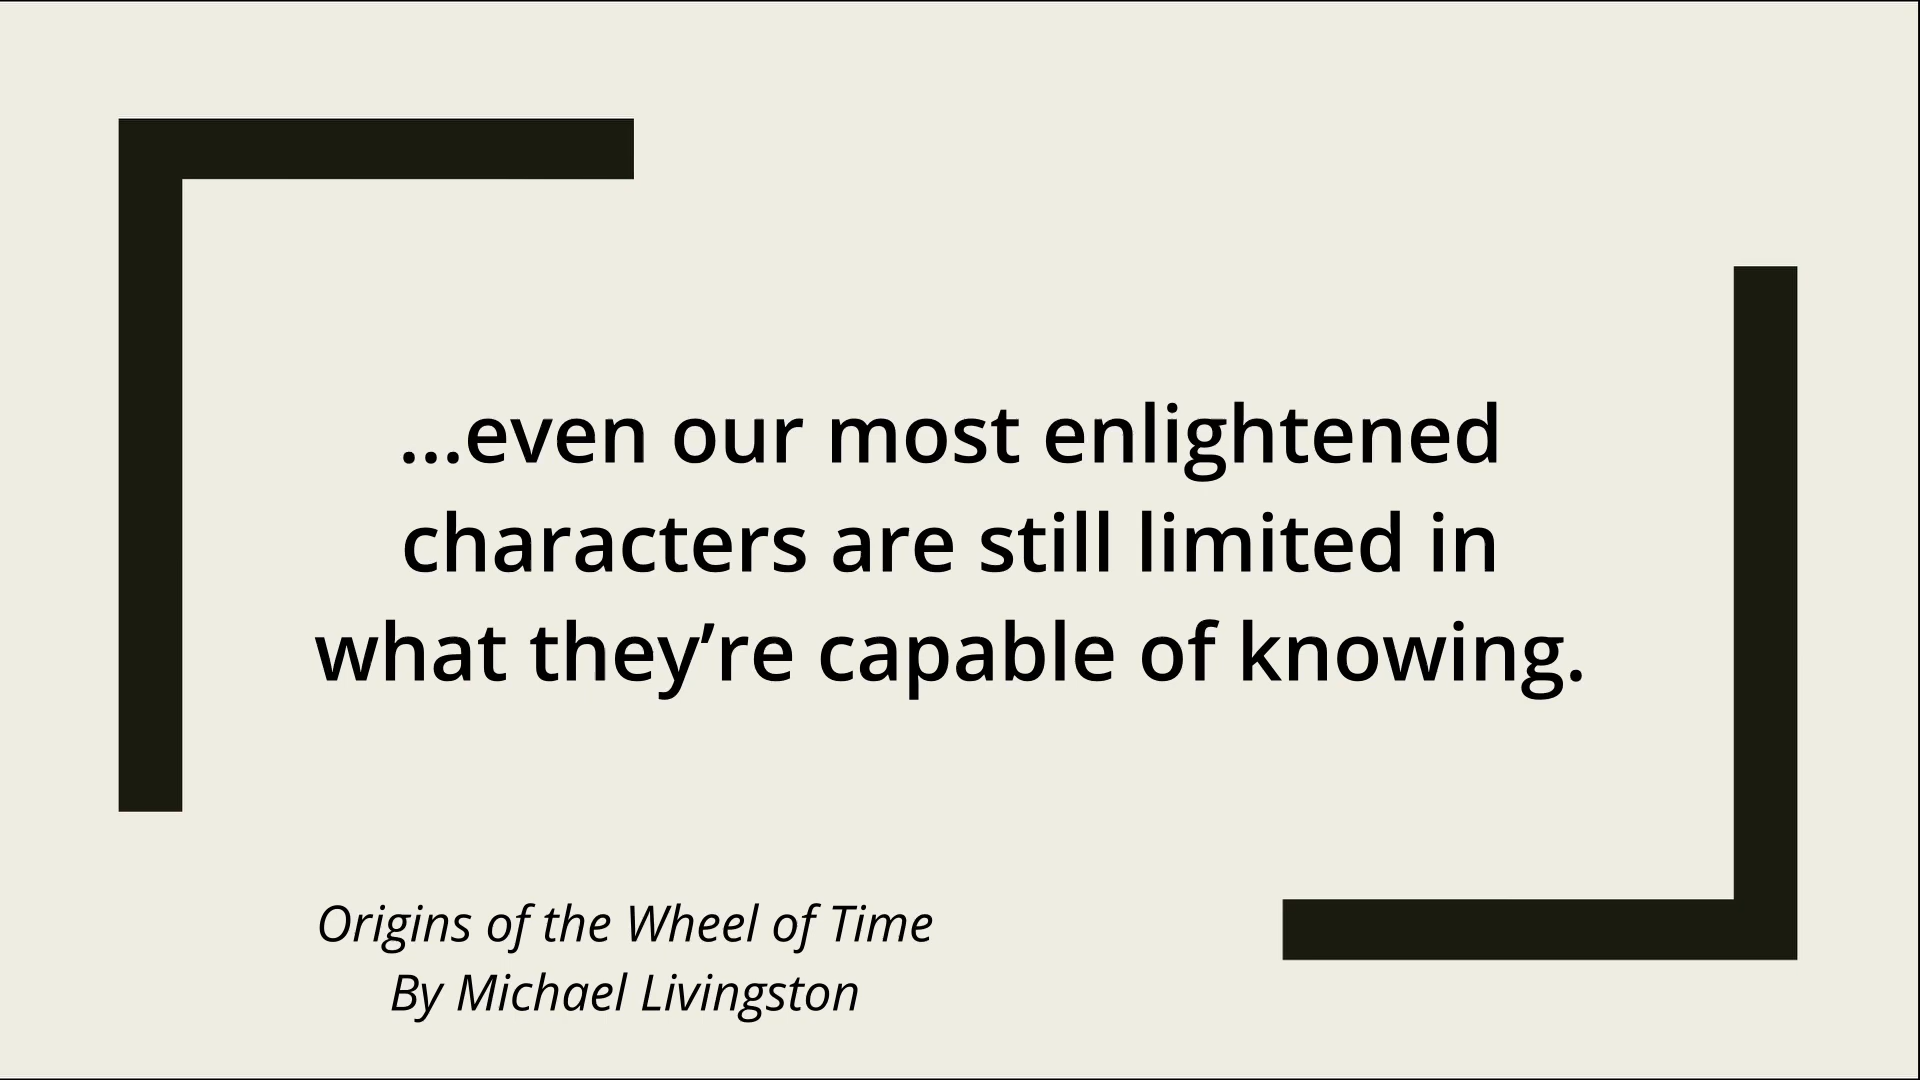 …even our most enlightened
characters are still limited in
what they’re capable of knowing.
Origins of the Wheel of Time
By Michael Livingston